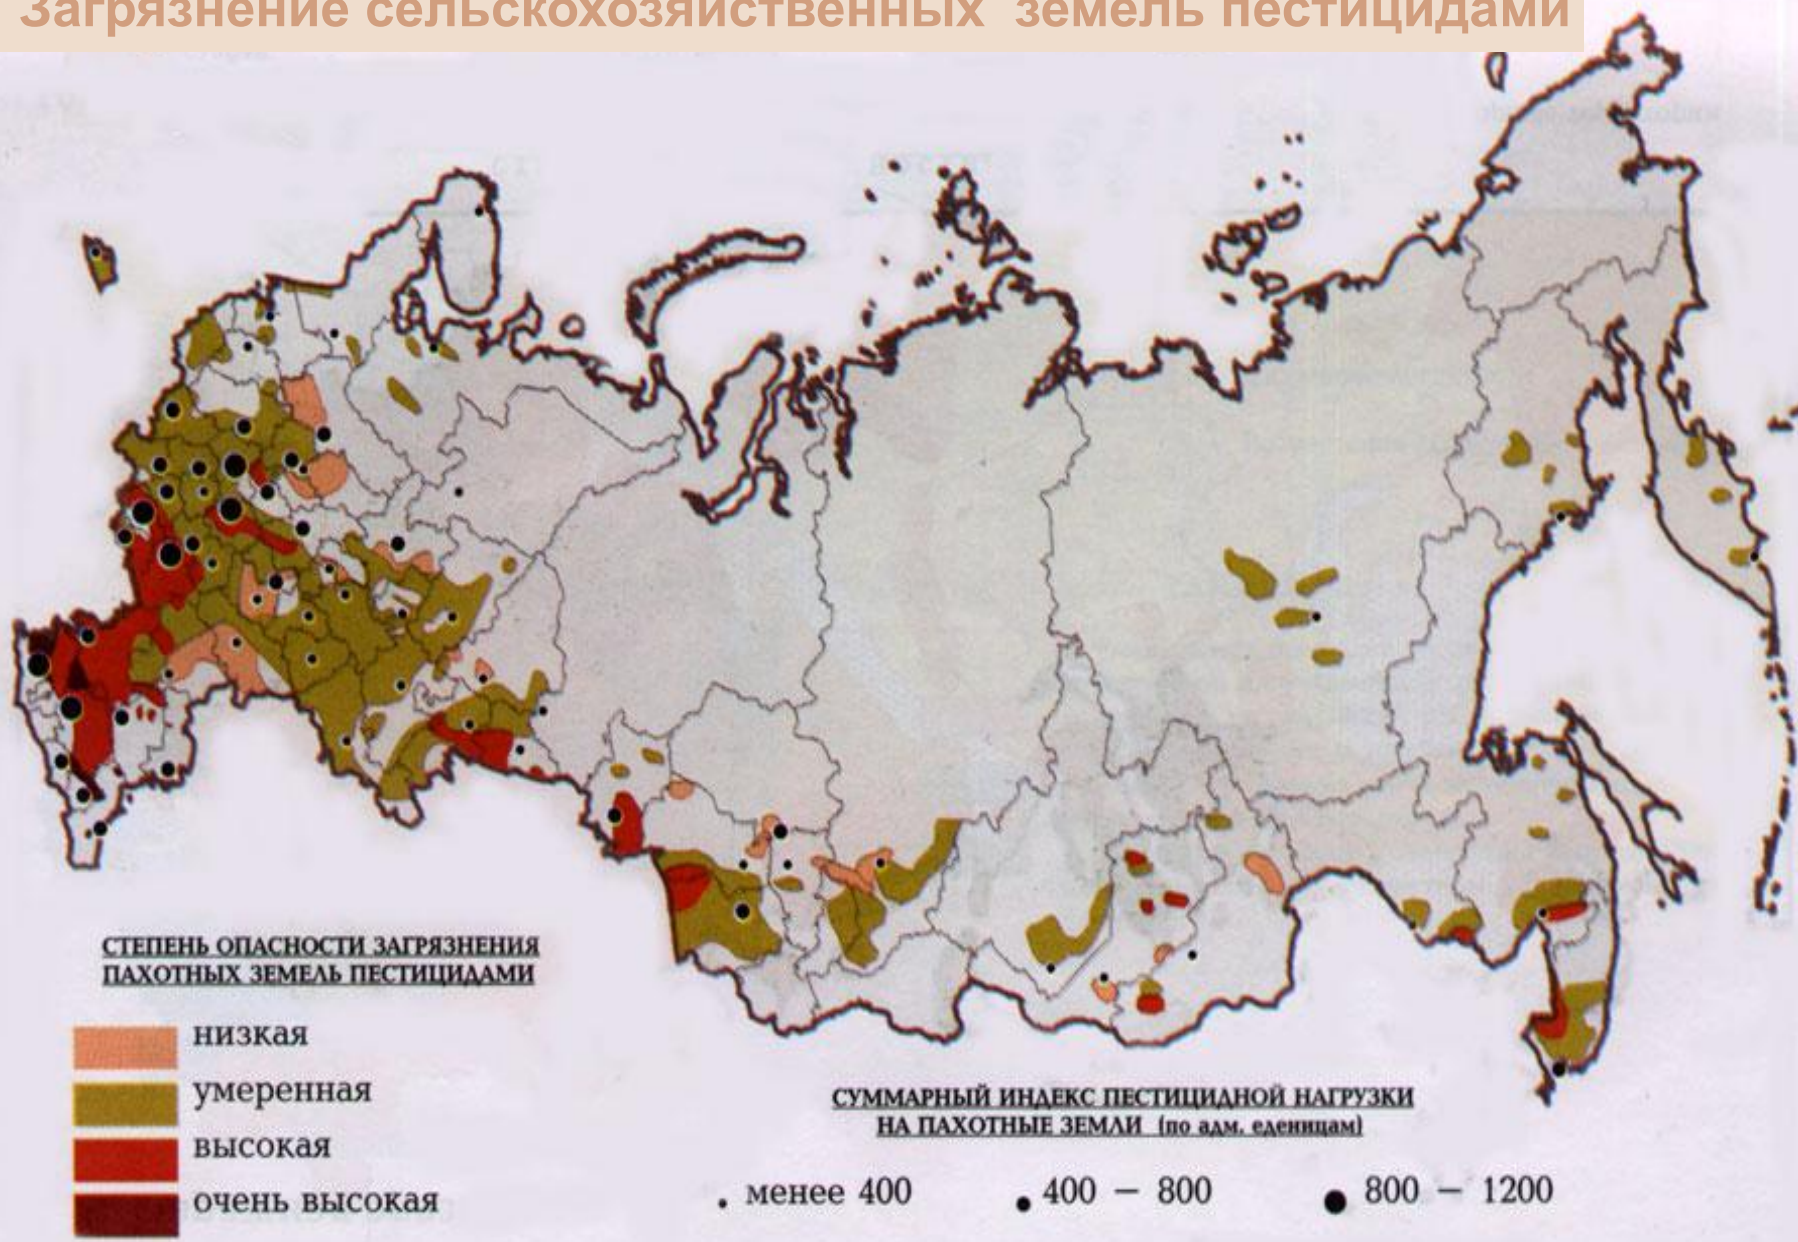 Загрязнение сельскохозяйственных земель пестицидами
СТЕПЕНЬ ОПАСНОСТИ ЗАГРЯЗНЕНИЯ
ПАХОТНЫХ ЗЕМЕЛЬ ПЕСТИЦИДАМИ
низкая
умеренная
высокая
очень высокая
СУММАРНЫЙ ИНДЕКС ПЕСТИЦИДНОЙ НАГРУЗКИ
НА ПАХОТНЫЕ ЗЕМЛИ (по адм. еденицам)
менее 400 400 — 800 800 — 1200